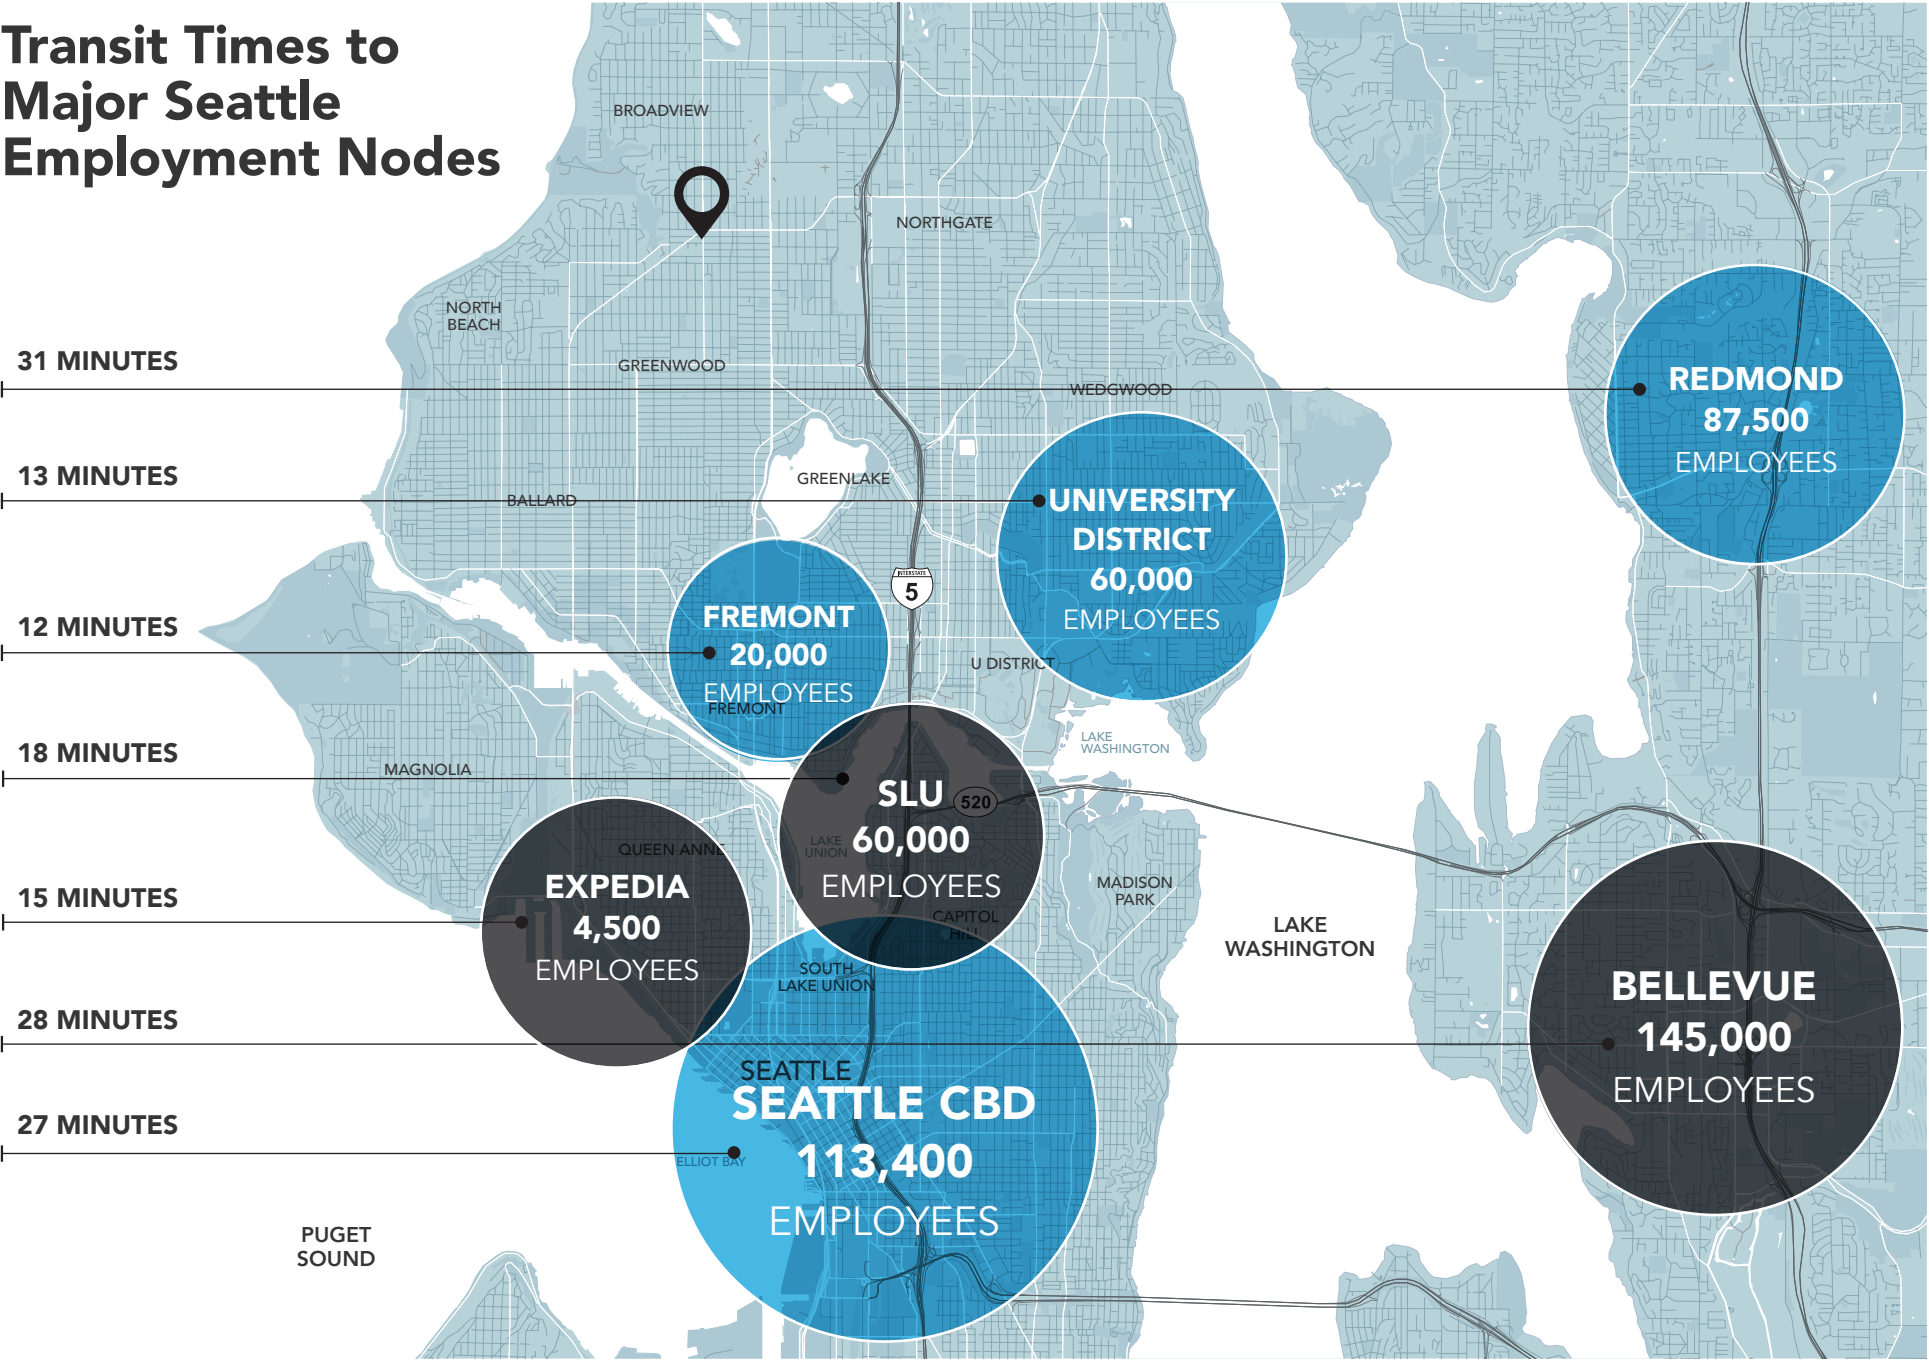 Transit Times to
Major Seattle
Employment Nodes
BROADVIEW
NORTHGATE
NORTH
BEACH
31 MINUTES
GREENWOOD
WEDGWOOD
REDMOND
87,500
EMPLOYEES
13 MINUTES
BALLARD
GREENLAKE
UNIVERSITY
DISTRICT
60,000
EMPLOYEES
INTERSTATE
5
12 MINUTES
FREMONT
20,000
EMPLOYEES
FREMONT
U DISTRICT
LAKE
WASHINGTON
18 MINUTES
MAGNOLIA
SLU
60,000
EMPLOYEES
520
LAKE
UNION
QUEEN ANNE
CAPITOL
HILL
MADISON
PARK
15 MINUTES
EXPEDIA
4,500
EMPLOYEES
LAKE
WASHINGTON
SOUTH
LAKE UNION
28 MINUTES
BELLEVUE
145,000
EMPLOYEES
SEATTLE
SEATTLE CBD
113,400
EMPLOYEES
27 MINUTES
ELLIOT BAY
PUGET
SOUND